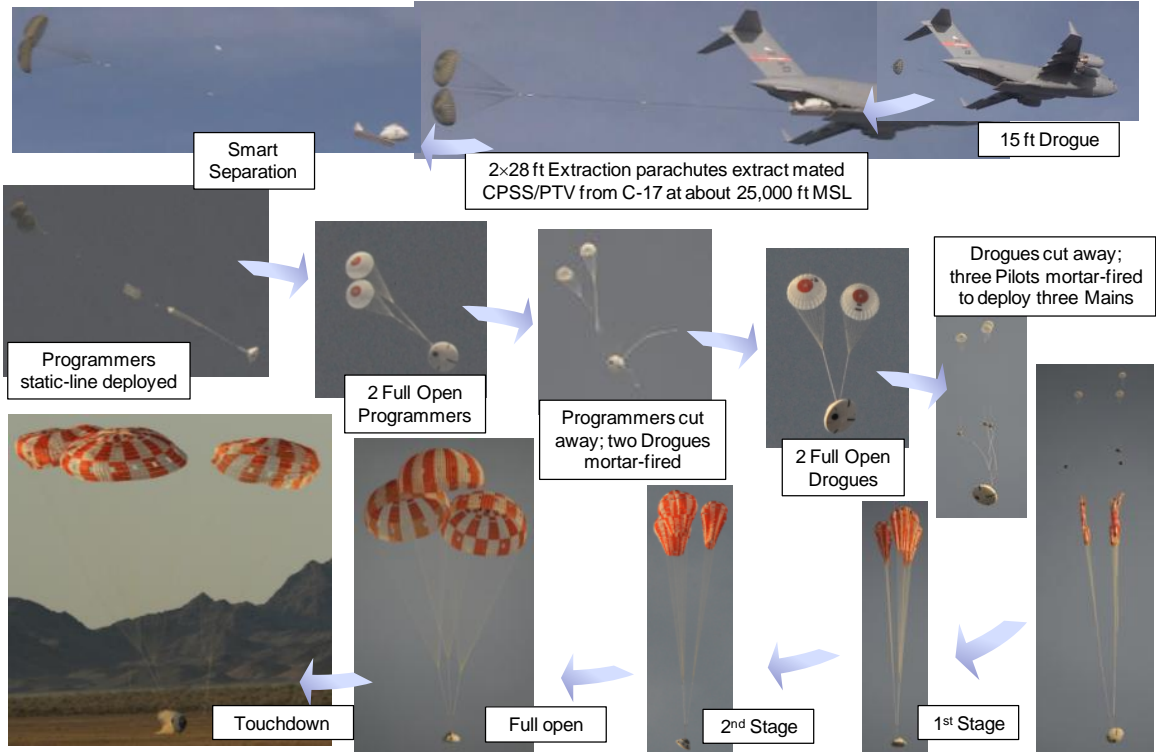 15 ft Drogue
2×28 ft Extraction parachutes extract mated
CPSS/PTV from C-17 at about 25,000 ft MSL
Smart
Separation
Programmers
static-line deployed
2 Full Open
Programmers
Programmers cut
away; two Drogues
mortar-fired
2 Full Open
Drogues
Drogues cut away;
three Pilots mortar-fired
to deploy three Mains
1st Stage
2nd Stage
Full open
Touchdown